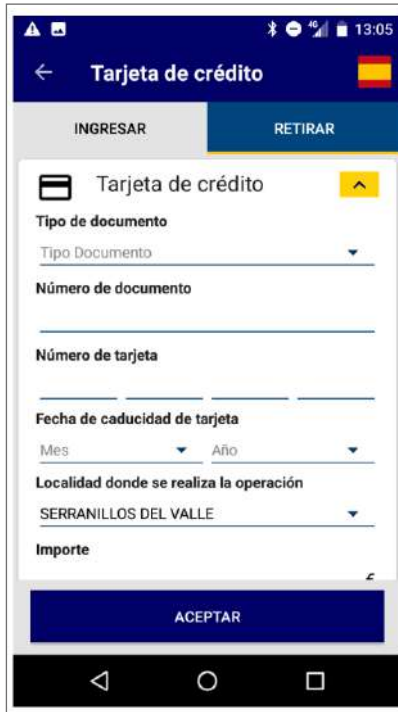 4G 13:05
Tarjeta de crédito
INGRESAR RETIRAR
Tarjeta de crédito
Tipo de documento
Tipo Documento
Número de documento
Número de tarjeta
Fecha de caducidad de tarjeta
Mes Año
Localidad donde se realiza la operación
SERRANILLOS DEL VALLE
Importe
€
ACEPTAR